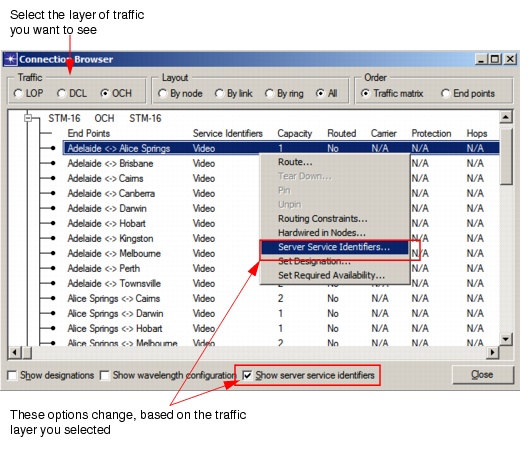 Select the layer of traffic
you want to see
Connection Browser
Traffic Layout Order
LOP DCL OCH By node By link By ring All Traffic matrix End points
STM-16 OCH STM-16
End Points Service Identifiers Capacity Routed Carrier Protection Hops
Adelaide <-> Alice Springs Video 1 No N/A N/A N/A
Adelaide <-> Brisbane Video N/A N/A
Adelaide <-> Cairns Video N/A N/A
Adelaide <-> Canberra Video N/A N/A
Adelaide <-> Darwin Video N/A N/A
Adelaide <-> Hobart Video N/A N/A
Adelaide <-> Kingston Video N/A N/A
Adelaide <-> Melbourne Video N/A N/A
Adelaide <-> Perth Video N/A N/A
Adelaide <-> Townsville Video N/A N/A
Alice Springs <-> Cairns Video 2 No N/A N/A N/A
Alice Springs <-> Darwin Video 1 No N/A N/A N/A
Alice Springs <-> Hobart Video 1 No N/A N/A N/A
Alice Springs <-> Melbourne Video 2 No N/A N/A N/A
Route...
Tear Down...
Pin
Unpin
Routing Constraints...
Hardwired in Nodes...
Server Service Identifiers...
Set Designation...
Set Required Availability...
Show designations Show wavelength configuration Show server service identifiers Close
These options change, based on the traffic
layer you selected